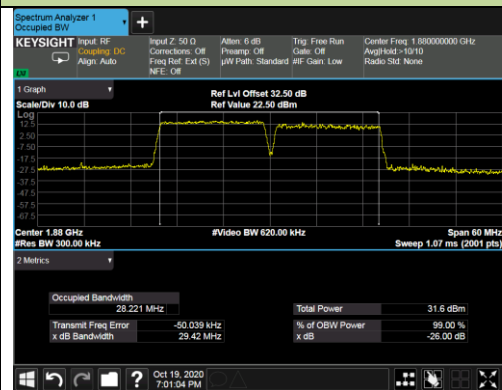 Spectrum Analyzer 1
Occupied BW
KEYSIGHT Input: RF
Coupling: DC
Align: Auto
Input Z: 50 Ω
Corrections: Off
Freq Ref: Ext (S)
NFE: Off
Atten: 6 dB
Preamp: Off
µW Path: Standard
Trig: Free Run
Gate: Off
#IF Gain: Low
Center Freq: 1.880000000 GHz
Avg|Hold:>10/10
Radio Std: None
1 Graph
Scale/Div 10.0 dB
Ref Lvl Offset 32.50 dB
Ref Value 22.50 dBm
Log
12.5
2.50
-7.50
-17.5
-27.5
-37.5
-47.5
-57.5
-67.5
Center 1.88 GHz
#Res BW 300.00 kHz
#Video BW 620.00 kHz
Span 60 MHz
Sweep 1.07 ms (2001 pts)
2 Metrics
Occupied Bandwidth
28.221 MHz
Transmit Freq Error -50.039 kHz
x dB Bandwidth 29.42 MHz
Total Power 31.6 dBm
% of OBW Power 99.00 %
x dB -26.00 dB
?
Oct 19, 2020
7:01:04 PM